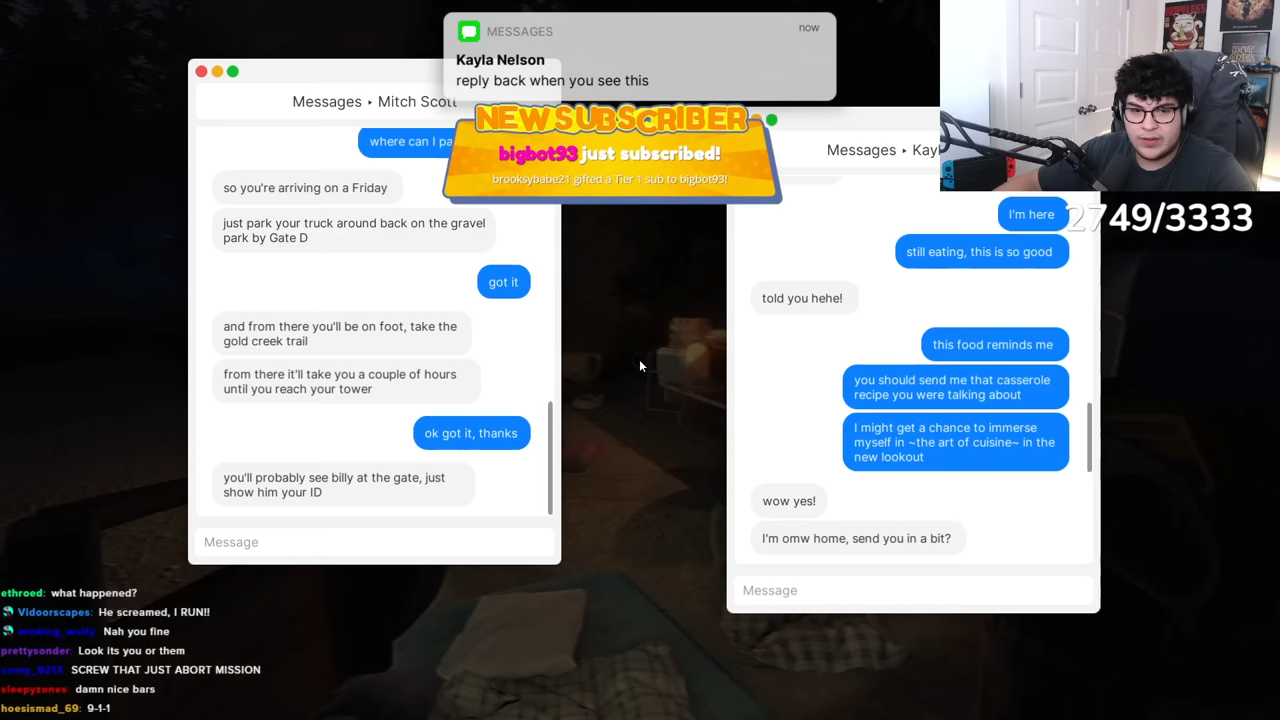 MESSAGES
now
Kayla Nelson
reply back when you see this
NEW SUBSCRIBER
bigbot93 just subscribed!
brooksybabe21 gifted a Tier 1 sub to bigbot93!
Messages ▸ Mitch Scott
where can I pa
so you're arriving on a Friday
just park your truck around back on the gravel
park by Gate D
got it
and from there you'll be on foot, take the
gold creek trail
from there it'll take you a couple of hours
until you reach your tower
ok got it, thanks
you'll probably see billy at the gate, just
show him your ID
Message
Messages ▸ Kay
I'm here
still eating, this is so good
told you hehe!
this food reminds me
you should send me that casserole
recipe you were talking about
I might get a chance to immerse
myself in ~the art of cuisine~ in the
new lookout
wow yes!
I'm omw home, send you in a bit?
Message
2749/3333
ethroed: what happened?
Vidoorscapes: He screamed, I RUN!!
winking_wolfy Nah you fine
prettysonder: Look its you or them
SCREW THAT JUST ABORT MISSION
sleepyzones: damn nice bars
hoesismad_69: 9-1-1